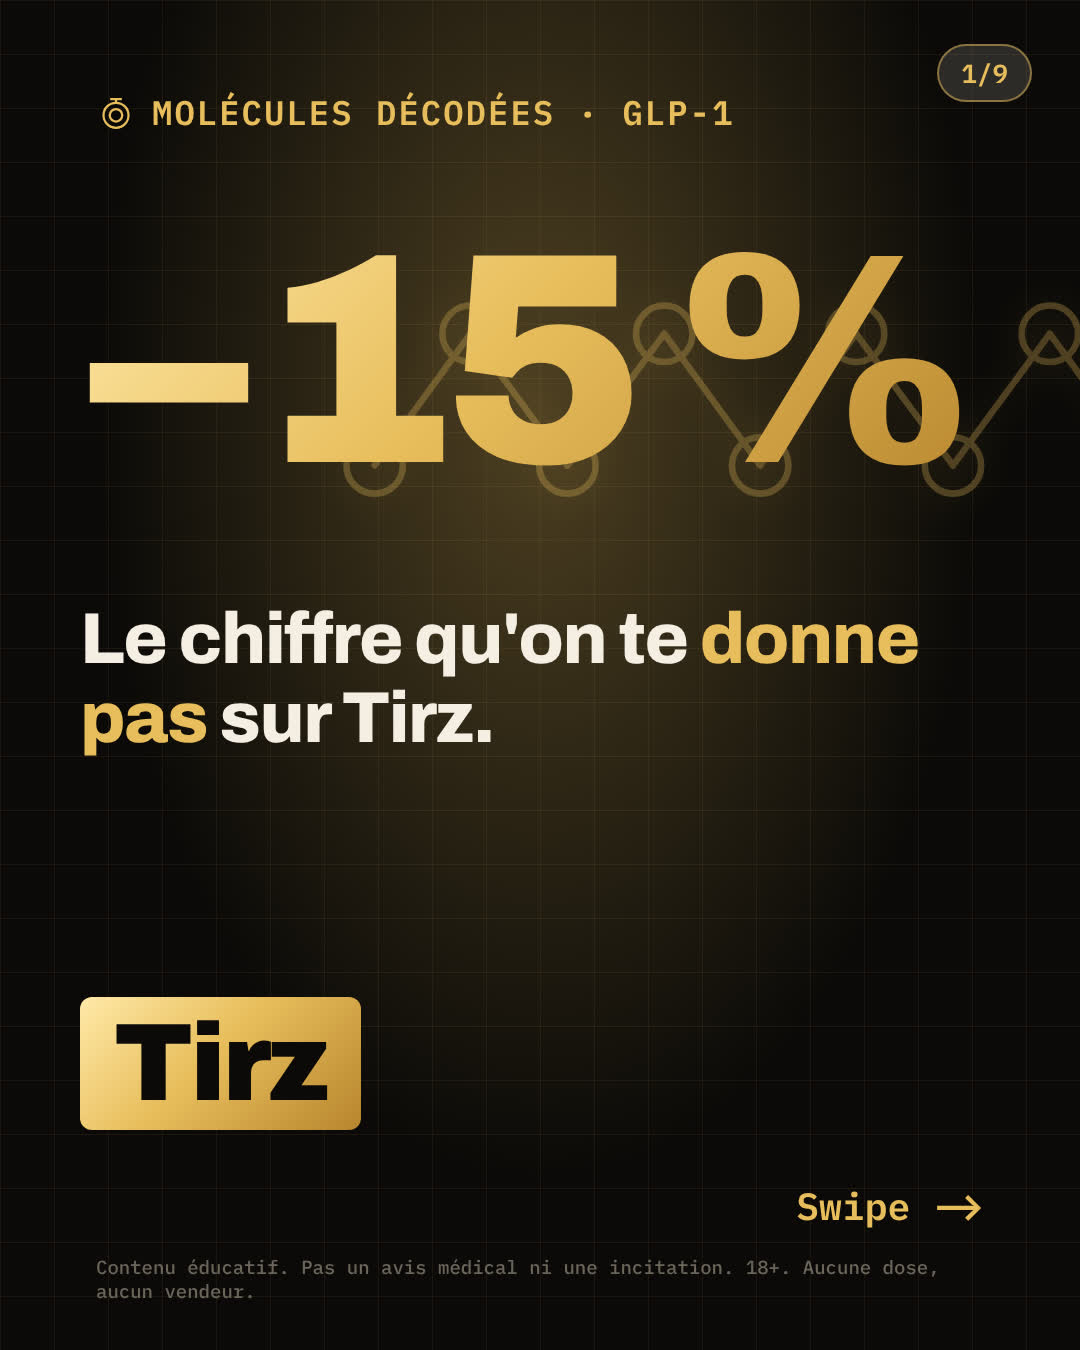 1/9
MOLÉCULES DÉCODÉES · GLP-1
–15%
Le chiffre qu'on te donne
pas sur Tirz.
Tirz
Swipe →
Contenu éducatif. Pas un avis médical ni une incitation. 18+. Aucune dose,
aucun vendeur.